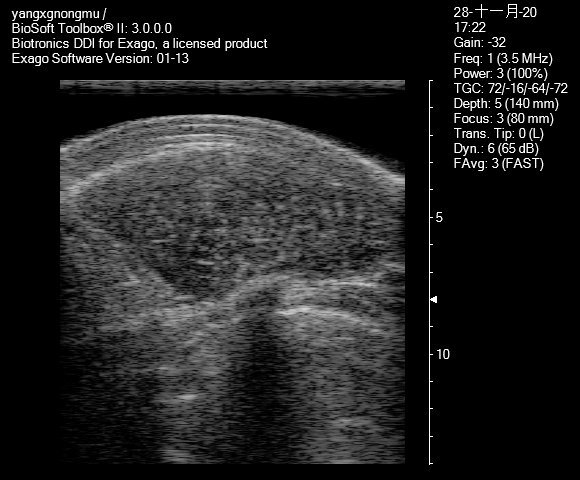 yangxgnongmu /
BioSoft Toolbox® II: 3.0.0.0
Biotronics DDI for Exago, a licensed product
Exago Software Version: 01-13
28-十一月-20
17:22
Gain: -32
Freq: 1 (3.5 MHz)
Power: 3 (100%)
TGC: 72/-16/-64/-72
Depth: 5 (140 mm)
Focus: 3 (80 mm)
Trans. Tip: 0 (L)
Dyn.: 6 (65 dB)
FAvg: 3 (FAST)
5
10